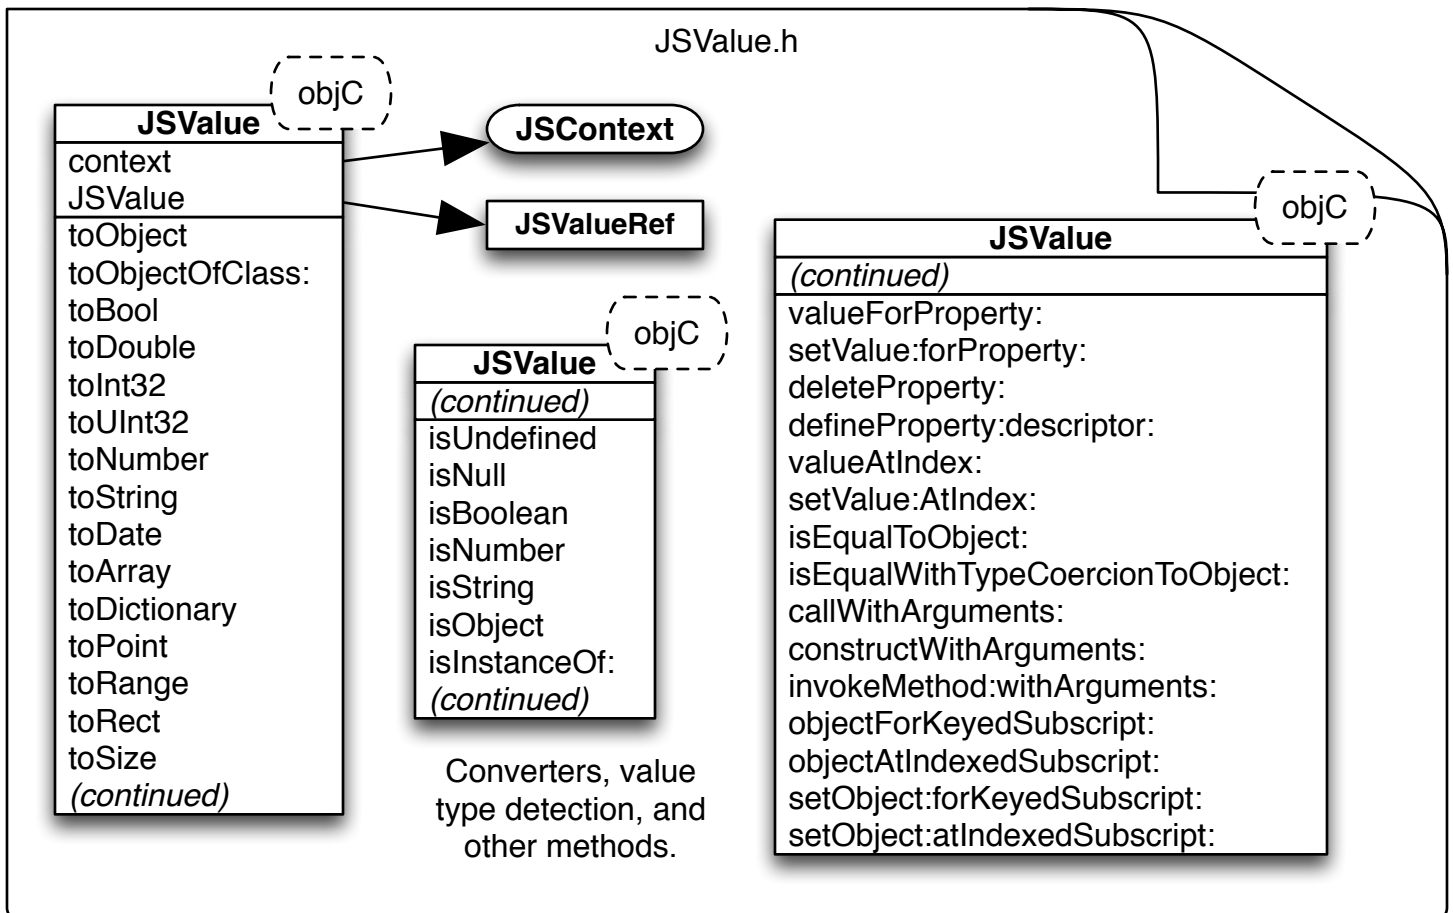 JSValue.h
objC
JSValue
context
JSValue
toObject
toObjectOfClass:
toBool
toDouble
toInt32
toUInt32
toNumber
toString
toDate
toArray
toDictionary
toPoint
toRange
toRect
toSize
(continued)
JSContext
JSValueRef
objC
JSValue
(continued)
isUndefined
isNull
isBoolean
isNumber
isString
isObject
isInstanceOf:
(continued)
Converters, value
type detection, and
other methods.
objC
JSValue
(continued)
valueForProperty:
setValue:forProperty:
deleteProperty:
defineProperty:descriptor:
valueAtIndex:
setValue:AtIndex:
isEqualToObject:
isEqualWithTypeCoercionToObject:
callWithArguments:
constructWithArguments:
invokeMethod:withArguments:
objectForKeyedSubscript:
objectAtIndexedSubscript:
setObject:forKeyedSubscript:
setObject:atIndexedSubscript: